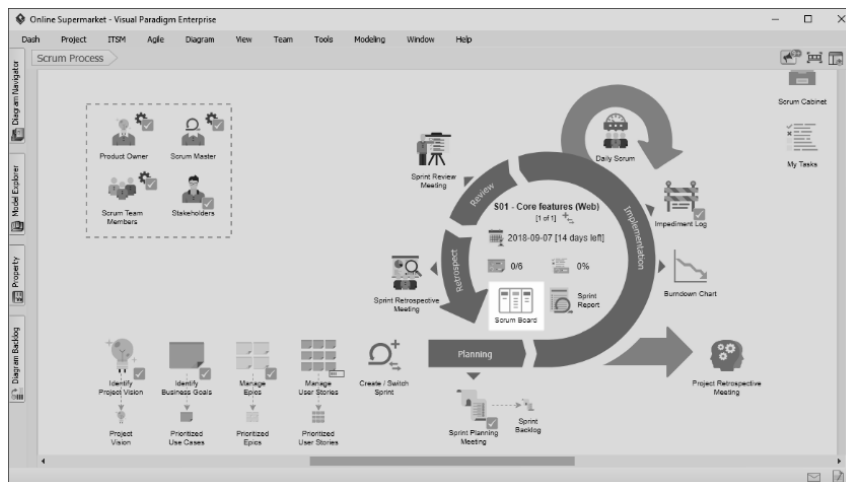 Online Supermarket - Visual Paradigm Enterprise
Dash Project ITSM Agile Diagram View Team Tools Modeling Window Help
Scrum Process
Diagram Navigator
Model Explorer
Property
Diagram Backlog
Scrum Cabinet
My Tasks
Product Owner
Scrum Master
Scrum Team
Members
Stakeholders
Sprint Review
Meeting
Daily Scrum
Review
Implementation
Retrospect
S01 - Core features (Web)
[1 of 1]
2018-09-07 [14 days left]
0/6
0%
Impediment Log
Burndown Chart
Sprint Retrospective
Meeting
Scrum Board
Sprint
Report
Planning
Identify
Project Vision
Identify
Business Goals
Manage
Epics
Manage
User Stories
Create / Switch
Sprint
Project Retrospective
Meeting
Project
Vision
Prioritized
Use Cases
Prioritized
Epics
Prioritized
User Stories
Sprint Planning
Meeting
Sprint
Backlog